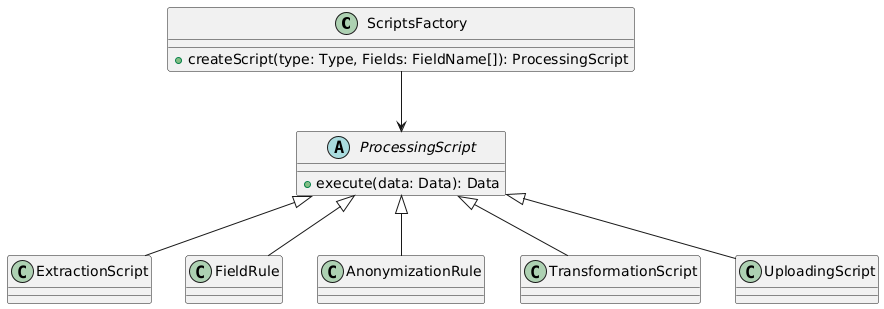 C ScriptsFactory
createScript(type: Type, Fields: FieldName[]): ProcessingScript
A ProcessingScript
execute(data: Data): Data
C ExtractionScript C FieldRule C AnonymizationRule C TransformationScript C UploadingScript